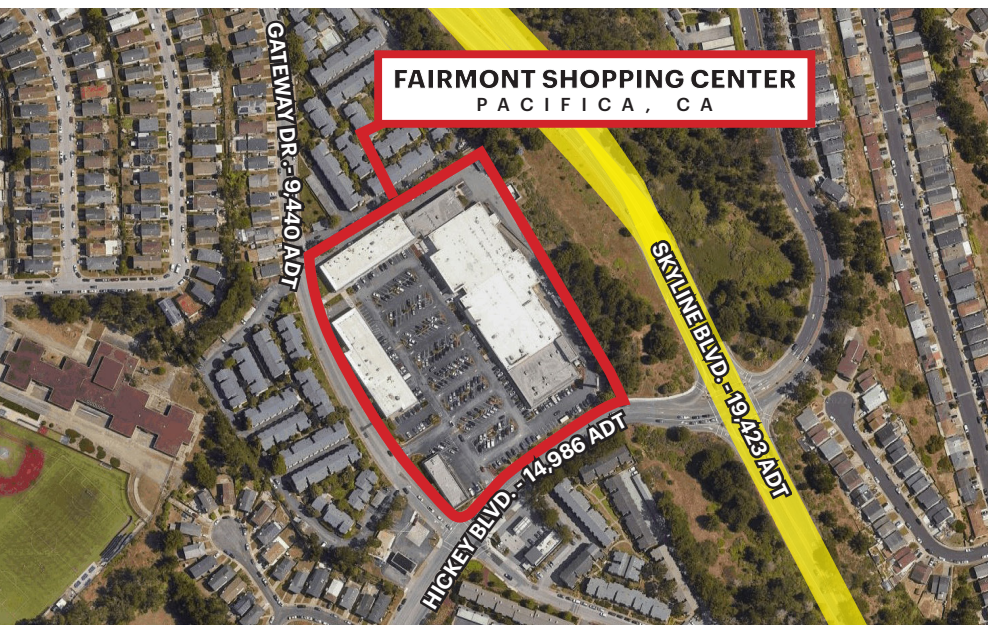 FAIRMONT SHOPPING CENTER
PACIFICA, CA
GATEWAY DR. - 9,440 ADT
SKYLINE BLVD. - 19,423 ADT
HICKEY BLVD. - 14,986 ADT